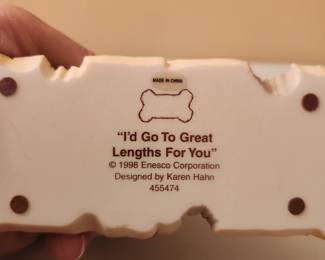 MADE IN CHINA
"I'd Go To Great
Lengths For You"
© 1998 Enesco Corporation
Designed by Karen Hahn
455474